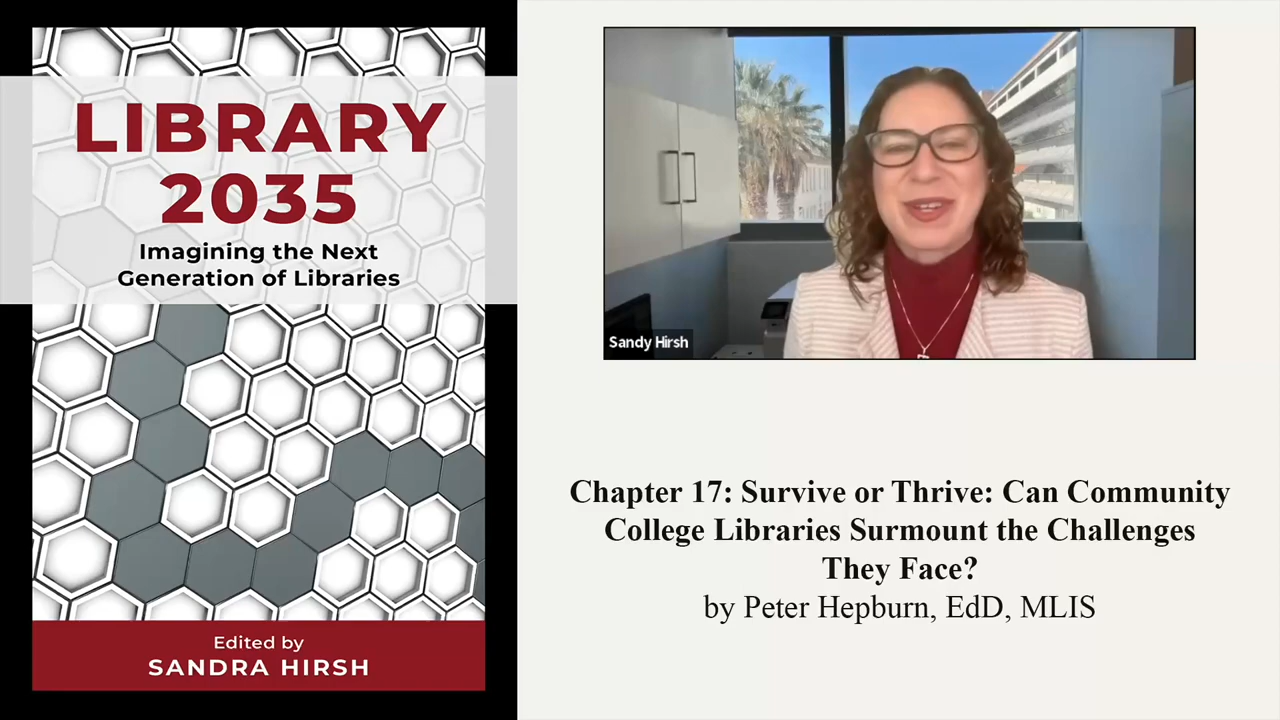 LIBRARY
2035
Imagining the Next
Generation of Libraries
Edited by
SANDRA HIRSH
Sandy Hirsh
Chapter 17: Survive or Thrive: Can Community
College Libraries Surmount the Challenges
They Face?
by Peter Hepburn, EdD, MLIS